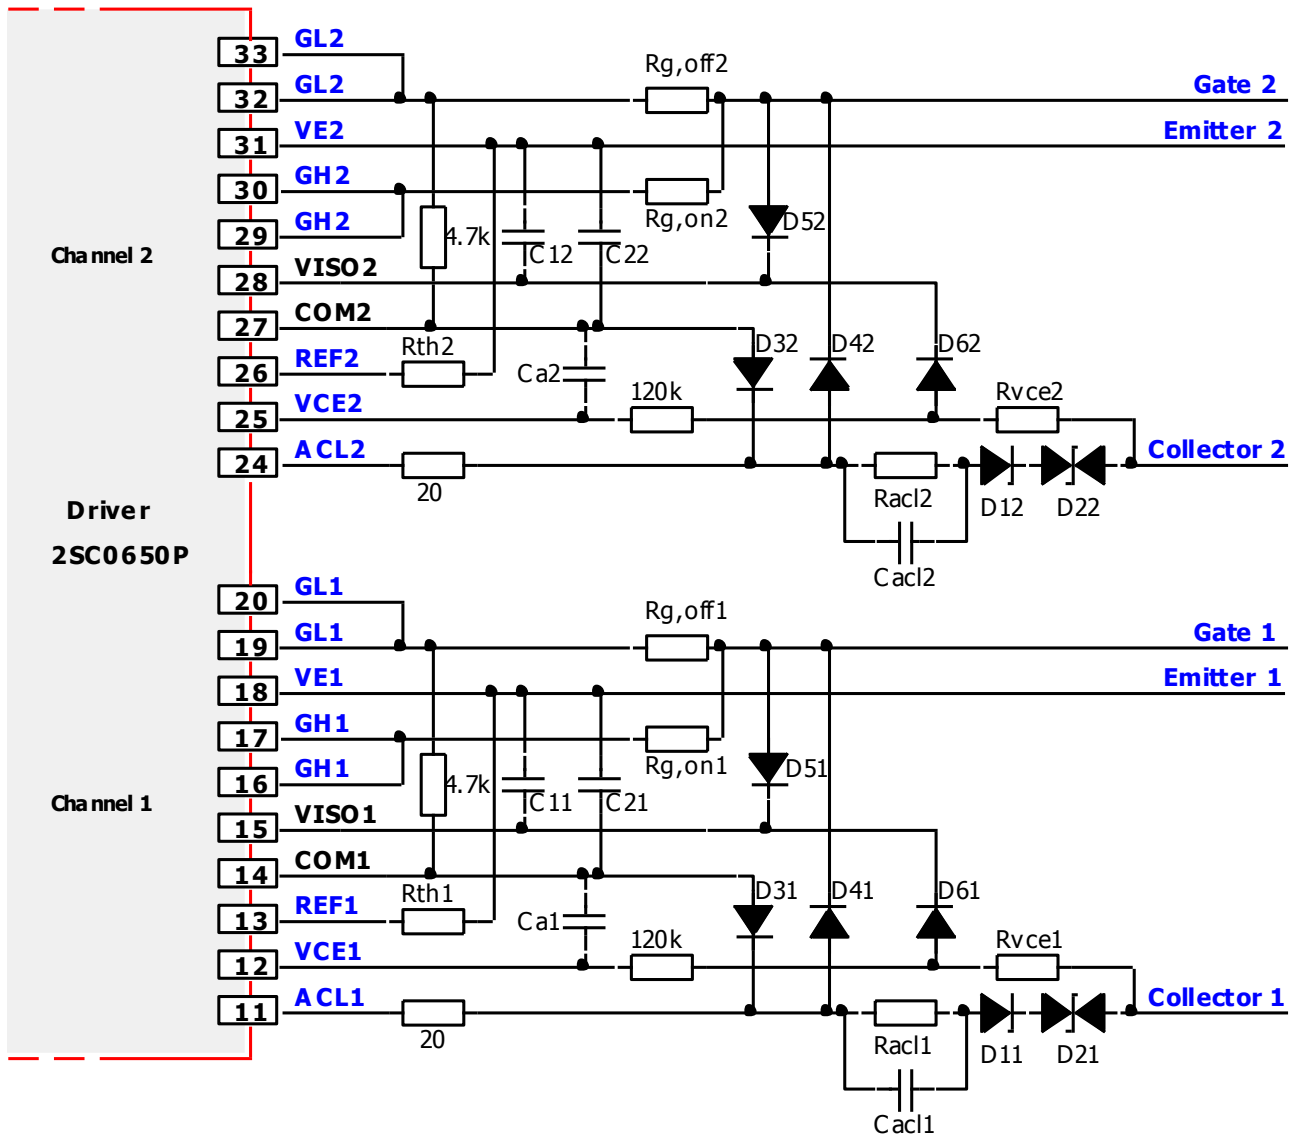 33 GL2
Rg,off2
32 GL2 Gate 2
31 VE2 Emitter 2
30 GH2
Rg,on2
29 GH2 D52
4.7k C12 C22
Channel 2
28 VISO2
27 COM2
Rth2 D32 D42 D62
26 REF2
Ca2 120k Rvce2
25 VCE2
24 ACL2 Collector 2
20 Racl2 D12 D22
Cacl2
Driver
2SC0650P
20 GL1
Rg,off1
19 GL1 Gate 1
18 VE1 Emitter 1
17 GH1
Rg,on1 D51
16 GH1
4.7k C11 C21
Channel 1
15 VISO1
14 COM1
Rth1 D31 D41 D61
13 REF1
Ca1 120k Rvce1
12 VCE1
11 ACL1 Collector 1
20 Racl1 D11 D21
Cacl1